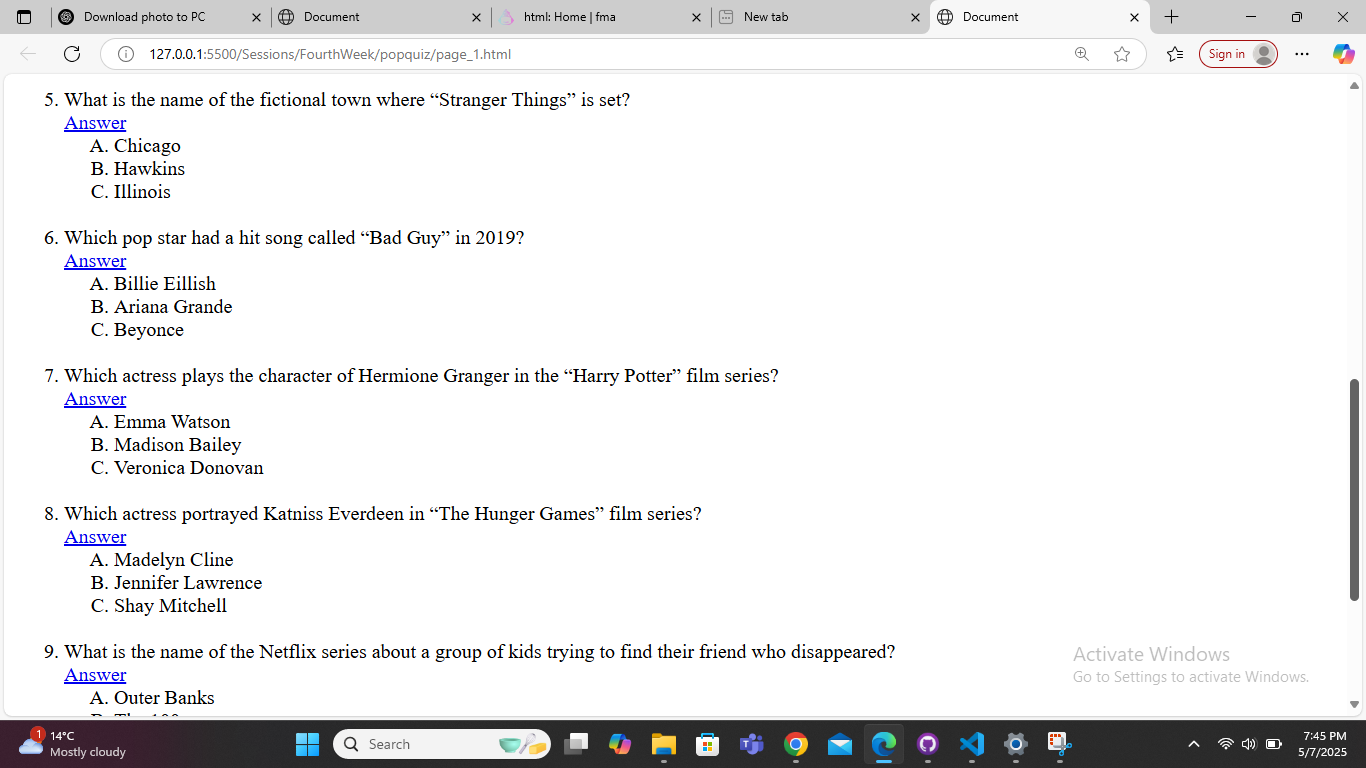 Download photo to PC
Document
html: Home | fma
New tab
Document
127.0.0.1:5500/Sessions/FourthWeek/popquiz/page_1.html
Sign in
5. What is the name of the fictional town where “Stranger Things” is set?
Answer
A. Chicago
B. Hawkins
C. Illinois
6. Which pop star had a hit song called “Bad Guy” in 2019?
Answer
A. Billie Eillish
B. Ariana Grande
C. Beyonce
7. Which actress plays the character of Hermione Granger in the “Harry Potter” film series?
Answer
A. Emma Watson
B. Madison Bailey
C. Veronica Donovan
8. Which actress portrayed Katniss Everdeen in “The Hunger Games” film series?
Answer
A. Madelyn Cline
B. Jennifer Lawrence
C. Shay Mitchell
9. What is the name of the Netflix series about a group of kids trying to find their friend who disappeared?
Answer
A. Outer Banks
Activate Windows
Go to Settings to activate Windows.
1
14°C
Mostly cloudy
Search
7:45 PM
5/7/2025